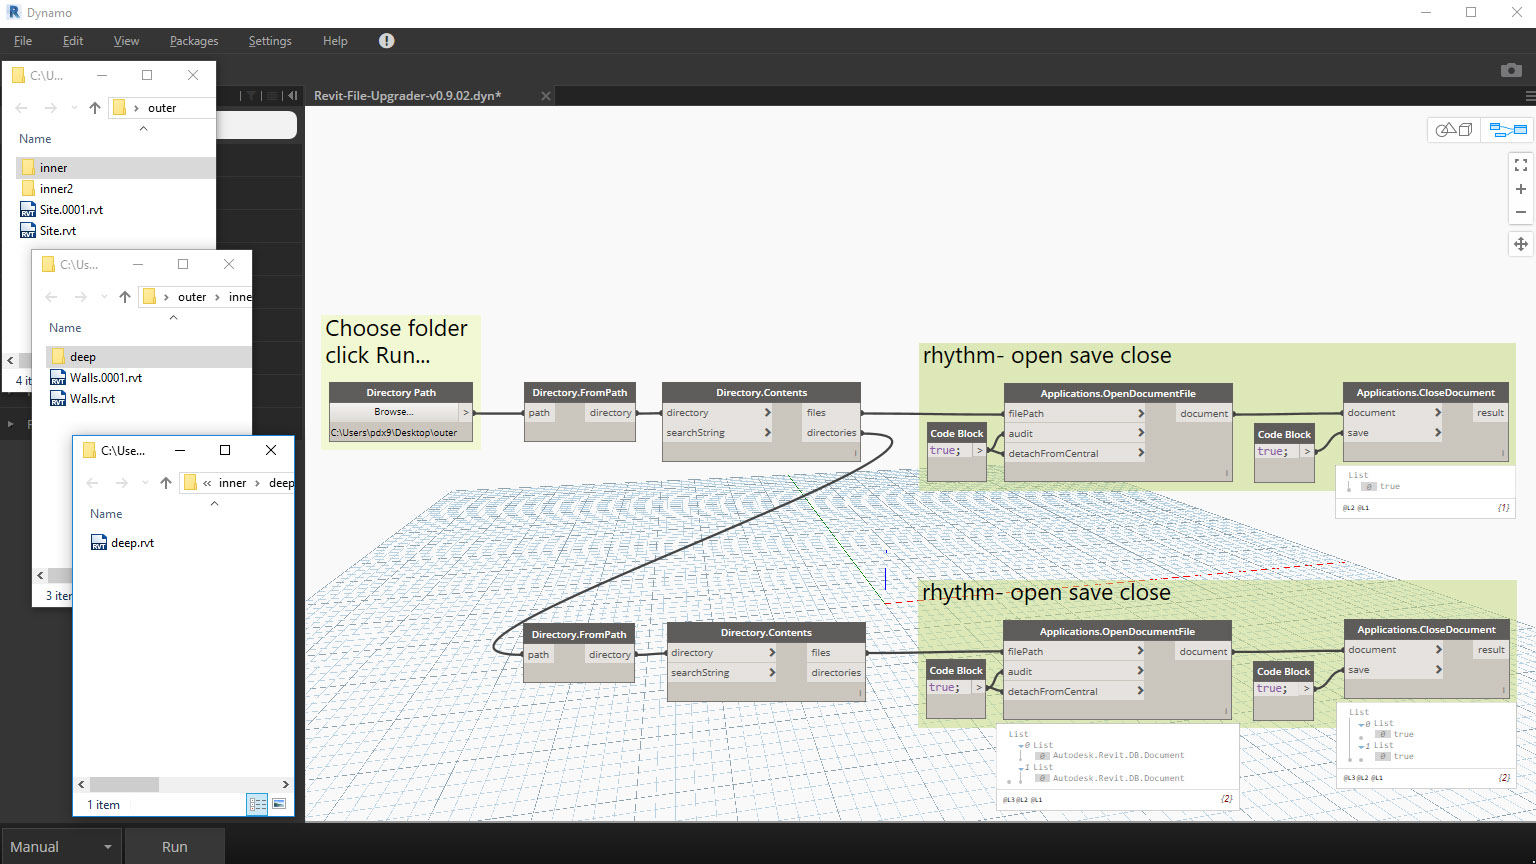 Dynamo
File Edit View Packages Settings Help
C:\U...
outer
Name
inner
inner2
Site.0001.rvt
Site.rvt
C:\Us...
outer > inne
Name
deep
Walls.0001.rvt
Walls.rvt
3 iter
C:\Use...
« inner > deep
Name
deep.rvt
1 item
Revit-File-Upgrader-v0.9.02.dyn*
Choose folder
click Run...
Directory Path
Browse... >
C:\Users\pdx9\Desktop\outer
Directory.FromPath
path directory
Directory.Contents
directory > files
searchString > directories
rhythm- open save close
Code Block
true; >
Applications.OpenDocumentFile
filePath > document
audit >
detachFromCentral >
Code Block
true; >
Applications.CloseDocument
document > result
save >
List
0 true
@L2 @L1 {1}
Directory.FromPath
path directory
Directory.Contents
directory > files
searchString > directories
rhythm- open save close
Code Block
true; >
Applications.OpenDocumentFile
filePath > document
audit >
detachFromCentral >
List
0 List
0 Autodesk.Revit.DB.Document
1 List
0 Autodesk.Revit.DB.Document
@L3 @L2 @L1 {2}
Code Block
true; >
Applications.CloseDocument
document > result
save >
List
0 List
0 true
1 List
0 true
@L3 @L2 @L1 {2}
Manual
Run